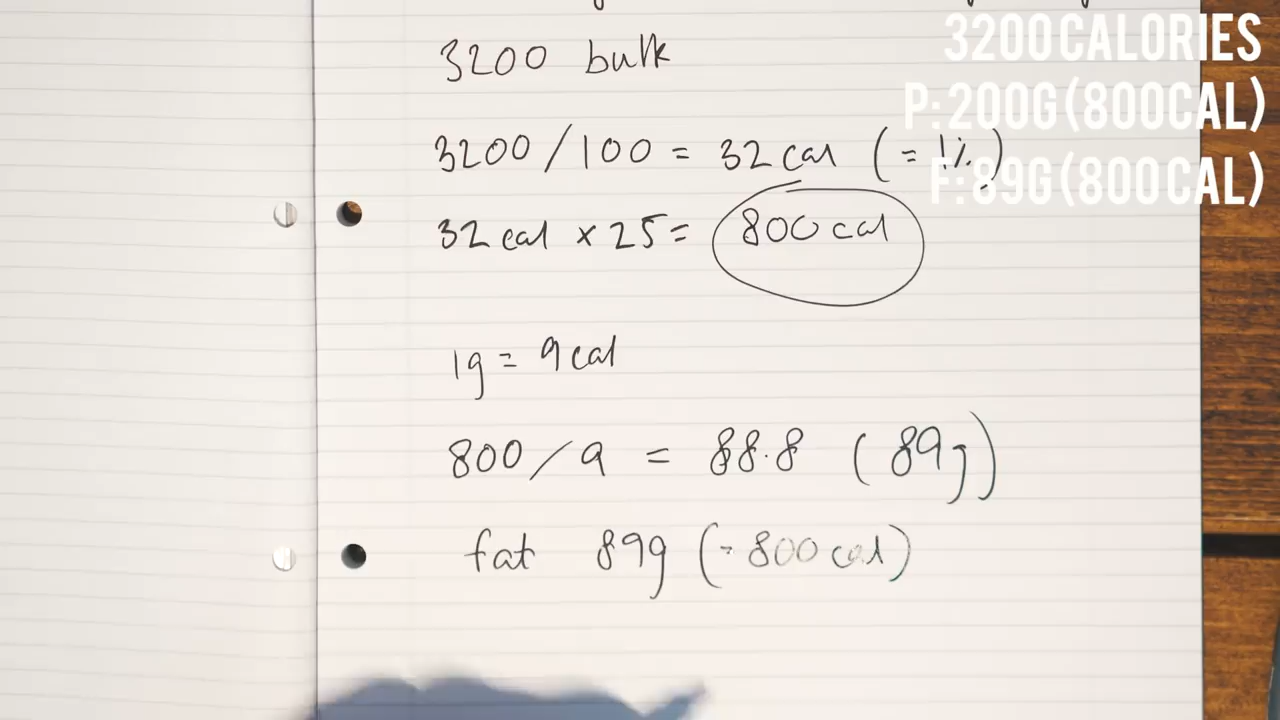 3200 bulk
3200 / 100 = 32 cal (= 1%)
32 cal × 25 = 800 cal
1g = 9 cal
800 / 9 = 88.8 (89g)
fat 89g (= 800 cal)
3200 CALORIES
P: 200G (800CAL)
F: 89G (800CAL)